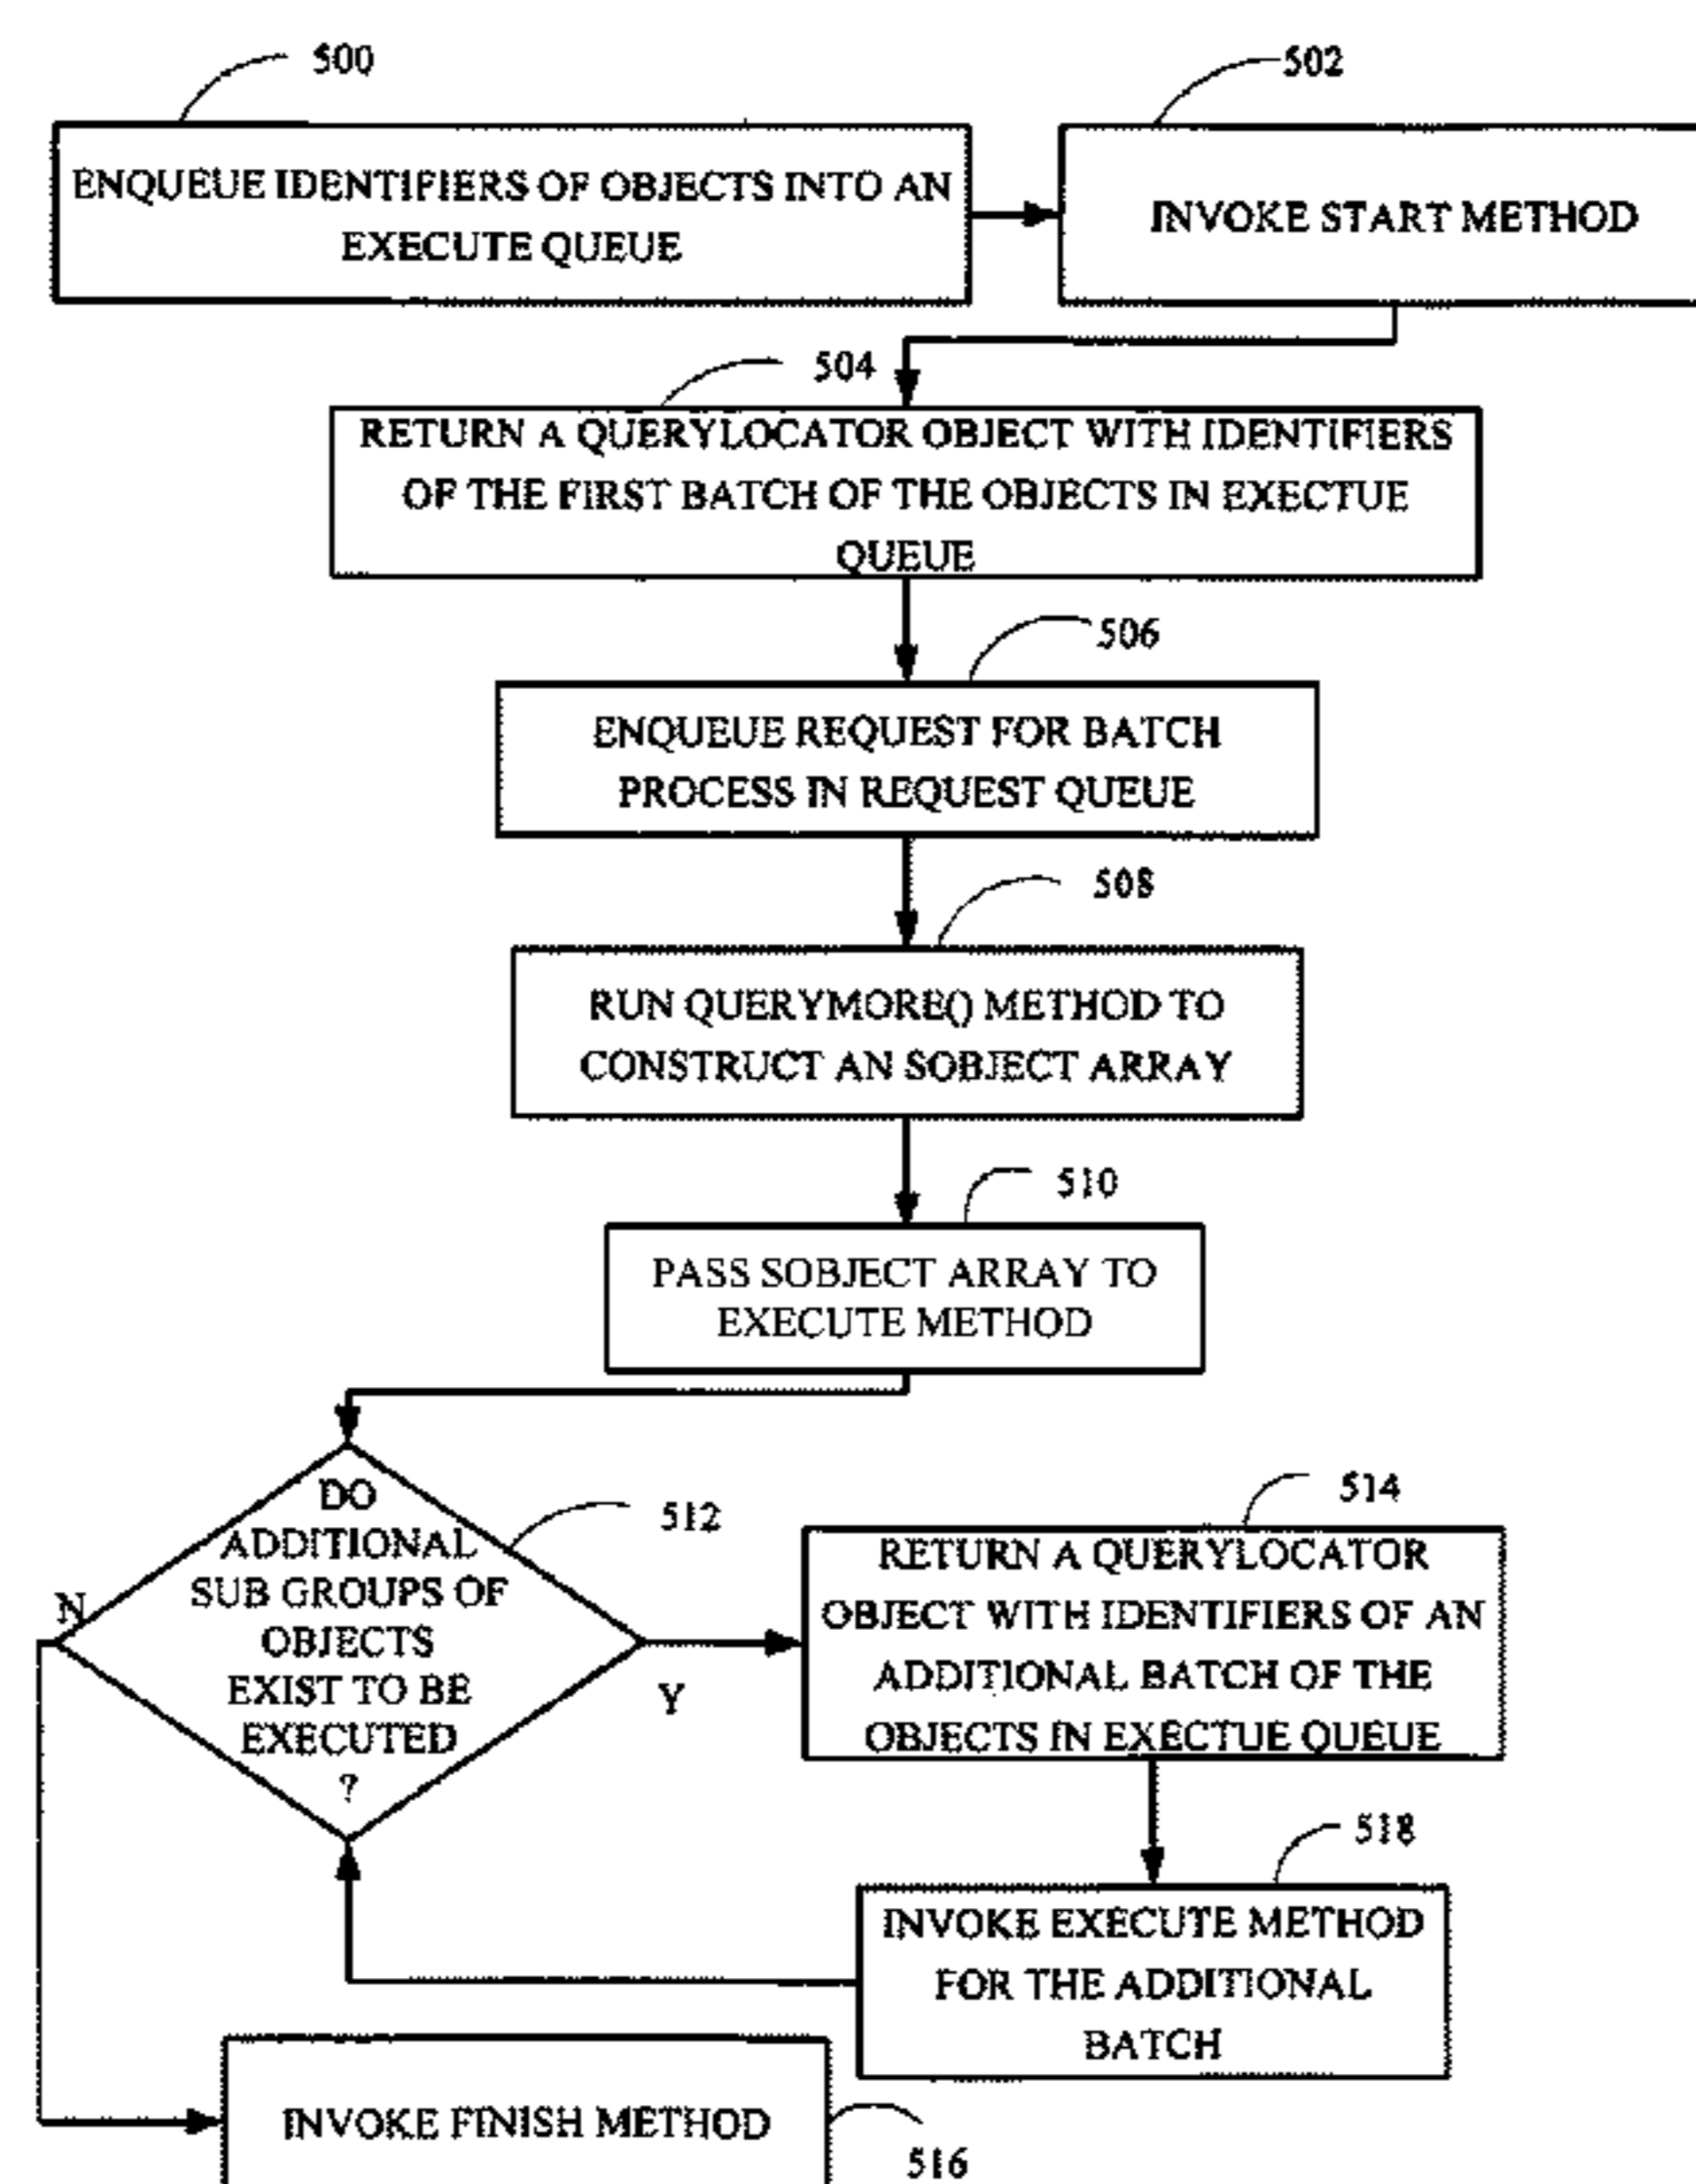 500
502
ENQUEUE IDENTIFIERS OF OBJECTS INTO AN
EXECUTE QUEUE
INVOKE START METHOD
504
RETURN A QUERYLOCATOR OBJECT WITH IDENTIFIERS
OF THE FIRST BATCH OF THE OBJECTS IN EXECTUE
QUEUE
506
ENQUEUE REQUEST FOR BATCH
PROCESS IN REQUEST QUEUE
508
RUN QUERYMORE() METHOD TO
CONSTRUCT AN SOBJECT ARRAY
510
PASS SOBJECT ARRAY TO
EXECUTE METHOD
512
DO
ADDITIONAL
SUB GROUPS OF
OBJECTS
EXIST TO BE
EXECUTED
?
N
Y
514
RETURN A QUERYLOCATOR
OBJECT WITH IDENTIFIERS OF AN
ADDITIONAL BATCH OF THE
OBJECTS IN EXECTUE QUEUE
518
INVOKE EXECUTE METHOD
FOR THE ADDITIONAL
BATCH
INVOKE FINISH METHOD
516